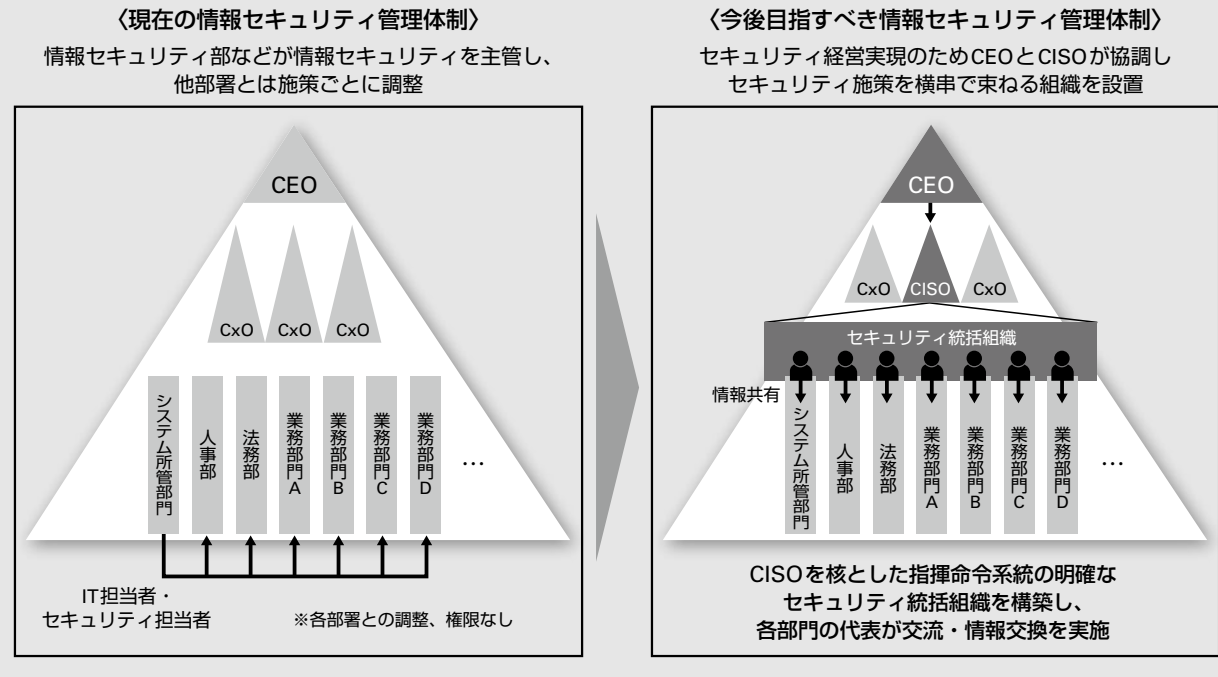 〈現在の情報セキュリティ管理体制〉
情報セキュリティ部などが情報セキュリティを主管し、
他部署とは施策ごとに調整
CEO
CxO
CxO
CxO
システム所管部門
人事部
法務部
業務部門A
業務部門B
業務部門C
業務部門D
…
IT担当者・
セキュリティ担当者
※各部署との調整、権限なし
〈今後目指すべき情報セキュリティ管理体制〉
セキュリティ経営実現のためCEOとCISOが協調し
セキュリティ施策を横串で束ねる組織を設置
CEO
CxO
CISO
CxO
セキュリティ統括組織
情報共有
システム所管部門
人事部
法務部
業務部門A
業務部門B
業務部門C
業務部門D
…
CISOを核とした指揮命令系統の明確な
セキュリティ統括組織を構築し、
各部門の代表が交流・情報交換を実施